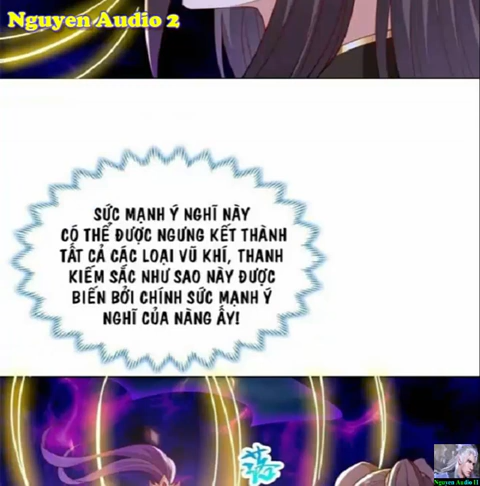 Nguyen Audio 2
SỨC MẠNH Ý NGHĨ NÀY
CÓ THỂ ĐƯỢC NGƯNG KẾT THÀNH
TẤT CẢ CÁC LOẠI VŨ KHÍ, THANH
KIẾM SẮC NHƯ SAO NÀY ĐƯỢC
BIẾN BỞI CHÍNH SỨC MẠNH Ý
NGHĨ CỦA NÀNG ẤY!
Nguyen Audio II